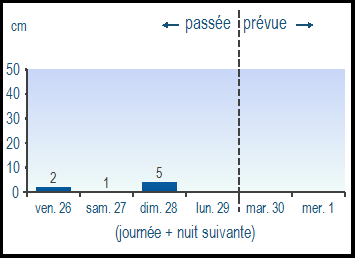 passée prévue
cm
50
40
30
20
10
0
2
1
5
ven. 26 sam. 27 dim. 28 lun. 29 mar. 30 mer. 1
(journée + nuit suivante)